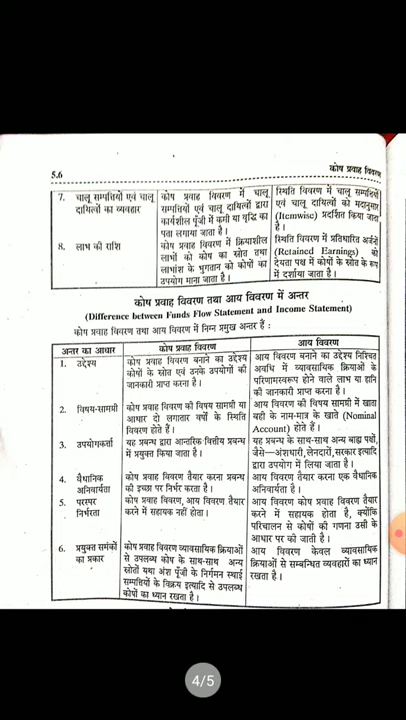 5.6
कोष प्रवाह विवरण
7. चालू सम्पत्तियों एवं चालू दायित्वों का व्यवहार
कोष प्रवाह विवरण में चालू
सम्पत्तियों एवं चालू दायित्वों द्वारा
कार्यशील पूँजी में कमी या वृद्धि का
पता लगाया जाता है।
स्थिति विवरण में चालू सम्पत्तियों
एवं चालू दायित्वों को मदानुसार
(Itemwise) प्रदर्शित किया जाता
है।
8. लाभ की राशि
कोष प्रवाह विवरण में क्रियाशील
लाभों को कोष का स्रोत तथा
लाभांश के भुगतान को कोषों का
उपयोग माना जाता है।
स्थिति विवरण में प्रतिधारित अर्जनों
(Retained Earnings) को
देयता पक्ष में कोषों के स्रोत के रूप
में दर्शाया जाता है।
कोष प्रवाह विवरण तथा आय विवरण में अन्तर
(Difference between Funds Flow Statement and Income Statement)
कोष प्रवाह विवरण तथा आय विवरण में निम्न प्रमुख अन्तर हैं :
अन्तर का आधार
कोष प्रवाह विवरण
आय विवरण
1. उद्देश्य
कोष प्रवाह विवरण बनाने का उद्देश्य
कोषों के स्रोत एवं उनके उपयोगों की
जानकारी प्राप्त करना है।
आय विवरण बनाने का उद्देश्य निश्चित
अवधि में व्यावसायिक क्रियाओं के
परिणामस्वरूप होने वाले लाभ या हानि
की जानकारी प्राप्त करना है।
2. विषय-सामग्री
कोष प्रवाह विवरण की विषय सामग्री या
आधार दो लगातार वर्षों के स्थिति
विवरण होते हैं।
आय विवरण की विषय सामग्री में खाता
बही के नाम-मात्र के खाते (Nominal
Account) होते हैं।
3. उपयोगकर्ता
यह प्रबन्ध द्वारा आन्तरिक वित्तीय प्रबन्ध
में प्रयुक्त किया जाता है।
यह प्रबन्ध के साथ-साथ अन्य बाह्य पक्षों,
जैसे—अंशधारी, लेनदारों, सरकार इत्यादि
द्वारा उपयोग में लिया जाता है।
4. वैधानिक
अनिवार्यता
कोष प्रवाह विवरण तैयार करना प्रबन्ध
की इच्छा पर निर्भर करता है।
आय विवरण तैयार करना एक वैधानिक
अनिवार्यता है।
5. परस्पर
निर्भरता
कोष प्रवाह विवरण, आय विवरण तैयार
करने में सहायक नहीं होता।
आय विवरण कोष प्रवाह विवरण तैयार
करने में सहायक होता है, क्योंकि
परिचालन से कोषों की गणना उसी के
आधार पर की जाती है।
6. प्रयुक्त समंकों
का प्रकार
कोष प्रवाह विवरण व्यावसायिक क्रियाओं
से उपलब्ध कोष के साथ-साथ अन्य
स्रोतों यथा अंश पूँजी के निर्गमन स्थाई
सम्पत्तियों के विक्रय इत्यादि से उपलब्ध
कोषों का ध्यान रखता है।
आय विवरण केवल व्यावसायिक
क्रियाओं से सम्बन्धित व्यवहारों का ध्यान
रखता है।
4/5